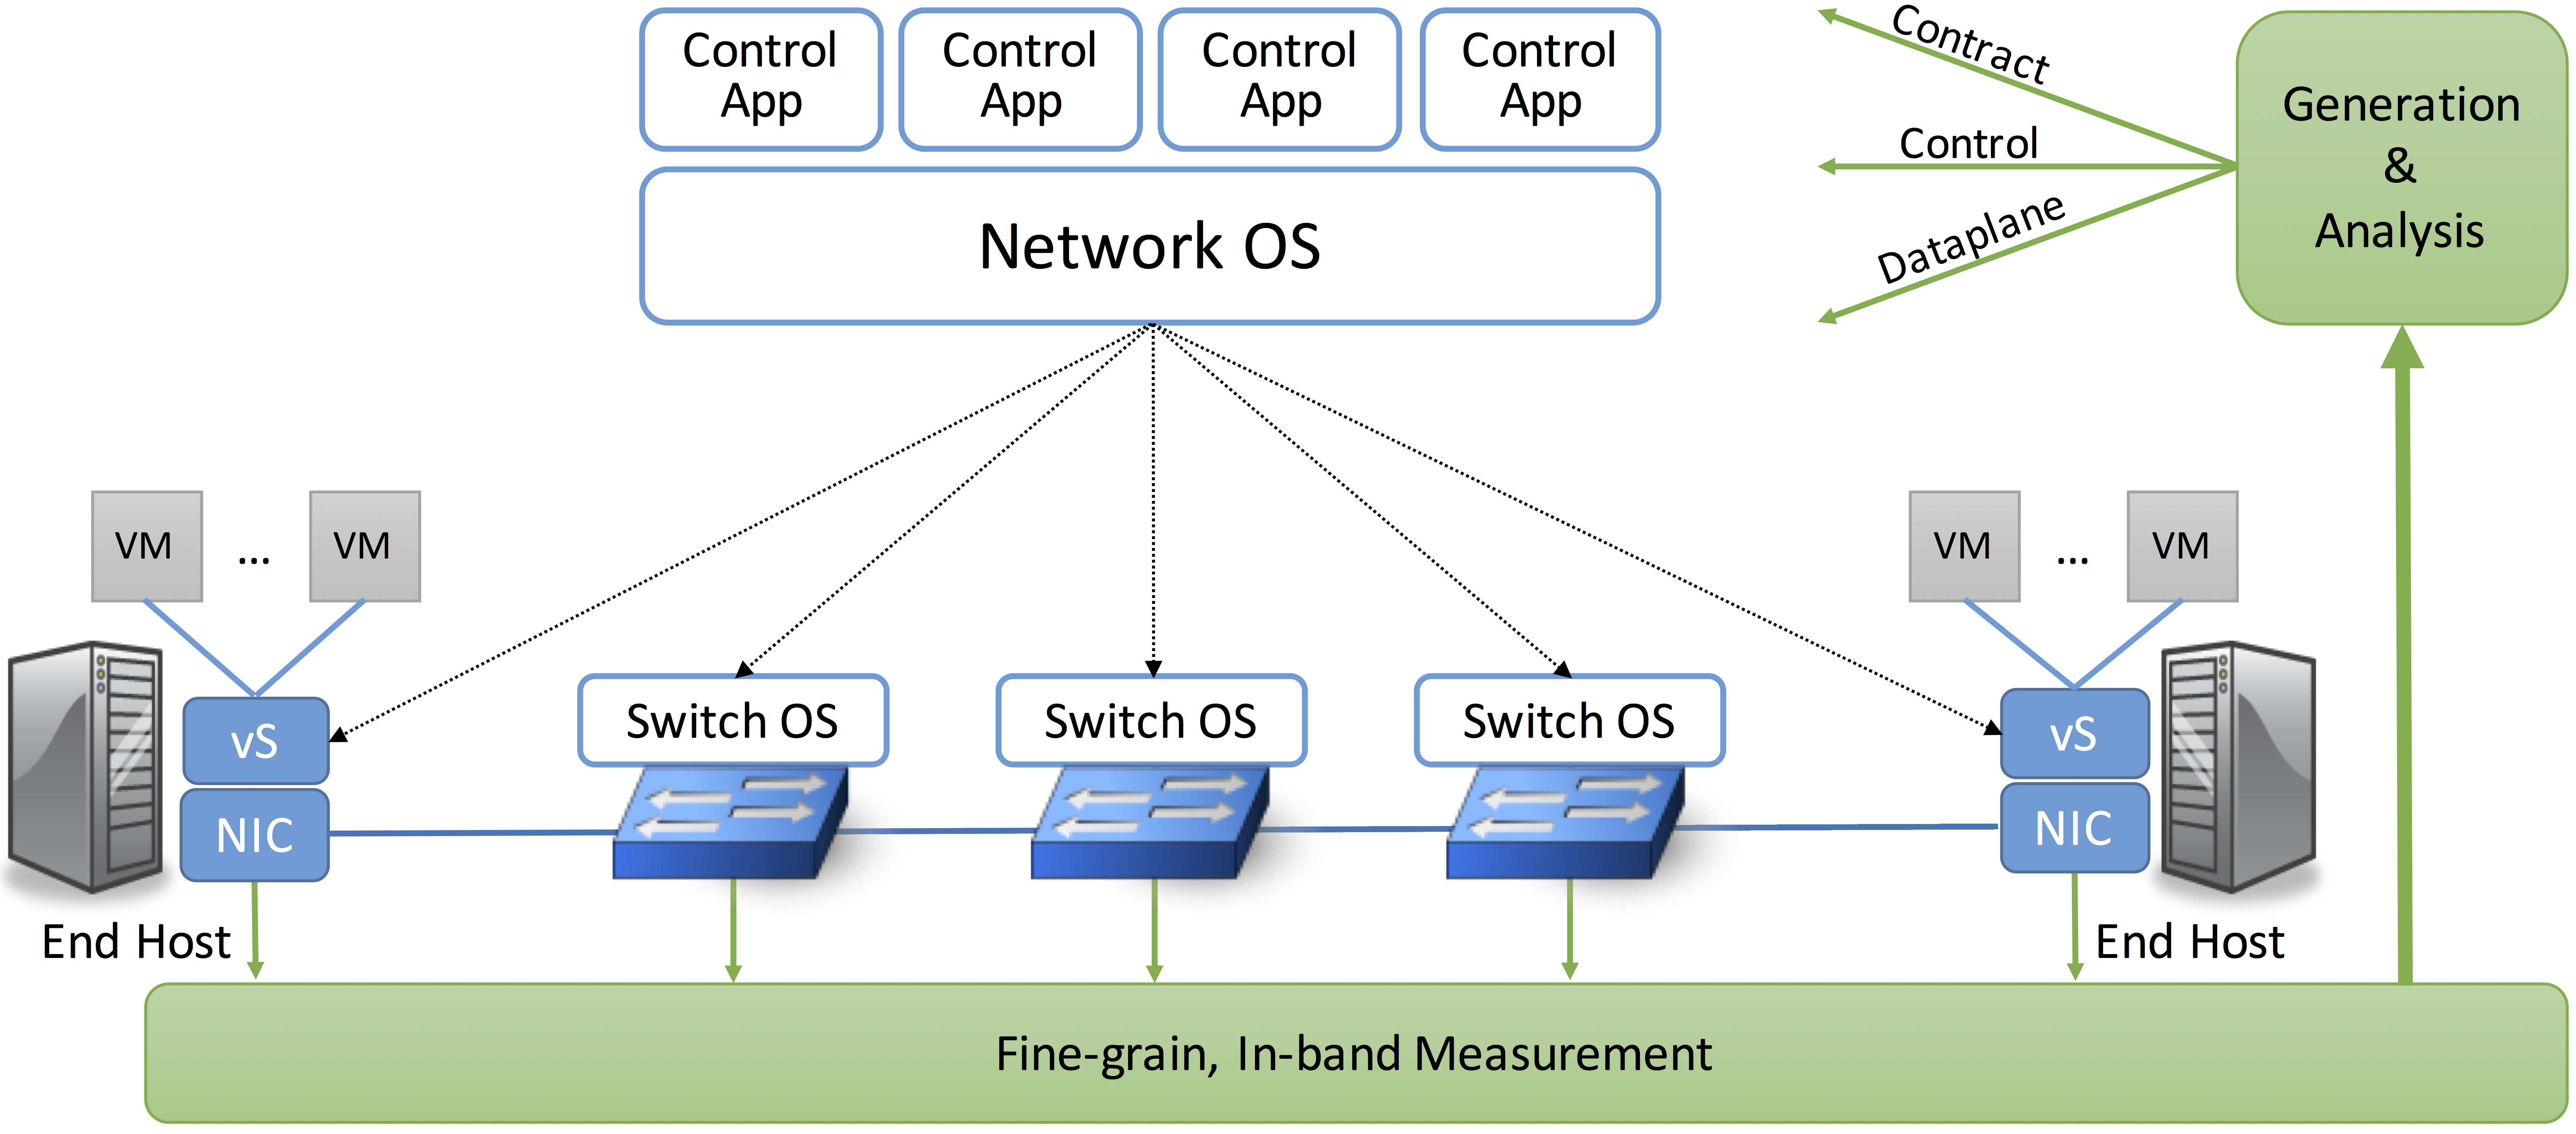 Control
App
Control
App
Control
App
Control
App
Network OS
Contract
Control
Dataplane
Generation
&
Analysis
VM
...
VM
VM
...
VM
vS
NIC
Switch OS
Switch OS
Switch OS
vS
NIC
End Host
End Host
Fine-grain, In-band Measurement